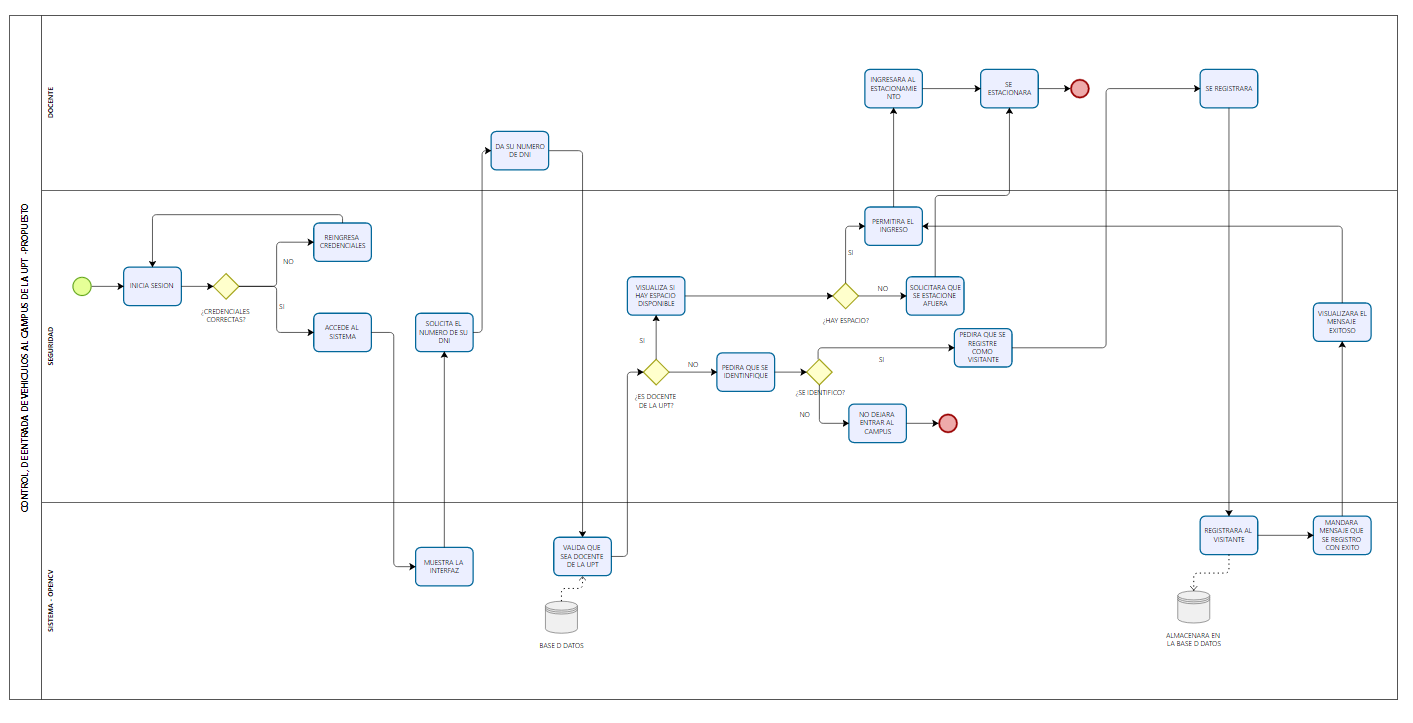 CONTROL, DE ENTRADA DE VEHICULOS AL CAMPUS DE LA UPT -PROPUESTO
DOCENTE
INGRESARA AL
ESTACIONAMIE
NTO
SE
ESTACIONARA
SE REGISTRARA
DA SU NUMERO
DE DNI
SEGURIDAD
INICIA SESION
¿CREDENCIALES
CORRECTAS?
NO
REINGRESA
CREDENCIALES
SI
ACCEDE AL
SISTEMA
SOLICITA EL
NUMERO DE SU
DNI
VISUALIZA SI
HAY ESPACIO
DISPONIBLE
SI
¿ES DOCENTE
DE LA UPT?
NO
PEDIRA QUE SE
IDENTINFIQUE
¿HAY ESPACIO?
SI
PERMITIRA EL
INGRESO
NO
SOLICITARA QUE
SE ESTACIONE
AFUERA
¿SE IDENTIFICO?
SI
PEDIRA QUE SE
REGISTRE
COMO
VISITANTE
NO
NO DEJARA
ENTRAR AL
CAMPUS
VISUALIZARA EL
MENSAJE
EXITOSO
SISTEMA - OPENCV
MUESTRA LA
INTERFAZ
VALIDA QUE
SEA DOCENTE
DE LA UPT
BASE D DATOS
REGISTRARA AL
VISITANTE
MANDARA
MENSAJE QUE
SE REGISTRO
CON EXITO
ALMACENARA EN
LA BASE D DATOS